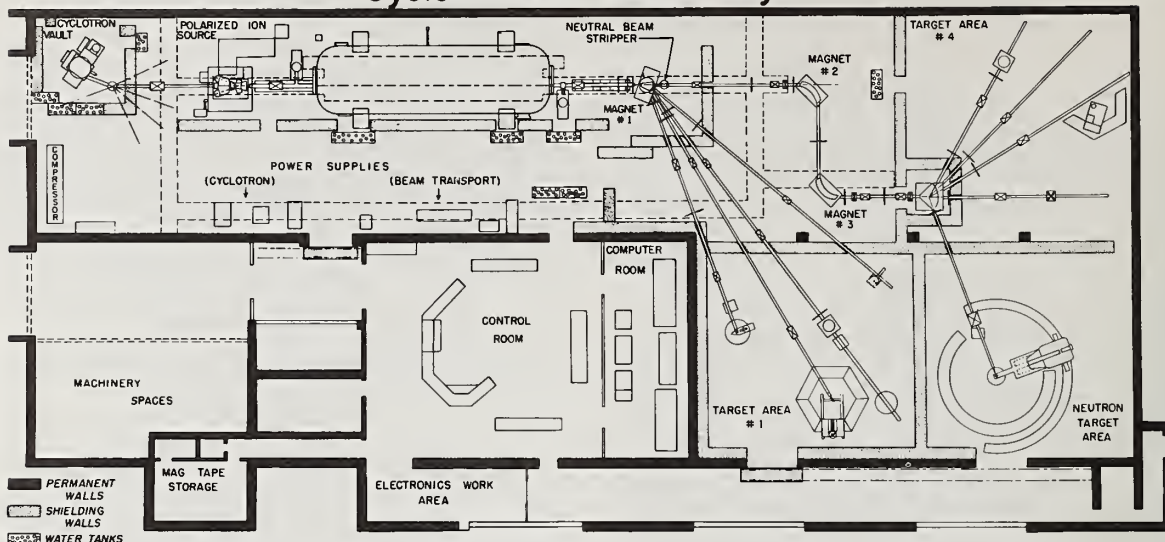 CYCLOTRON
VAULT
POLARIZED ION
SOURCE
NEUTRAL BEAM
STRIPPER
MAGNET
# 2
TARGET AREA
# 4
MAGNET
# 1
COMPRESSOR
POWER SUPPLIES
(CYCLOTRON)
(BEAM TRANSPORT)
MAGNET
# 3
COMPUTER
ROOM
CONTROL
ROOM
MACHINERY
SPACES
TARGET AREA
# 1
NEUTRON
TARGET
AREA
MAG TAPE
STORAGE
ELECTRONICS WORK
AREA
PERMANENT
WALLS
SHIELDING
WALLS
WATER TANKS